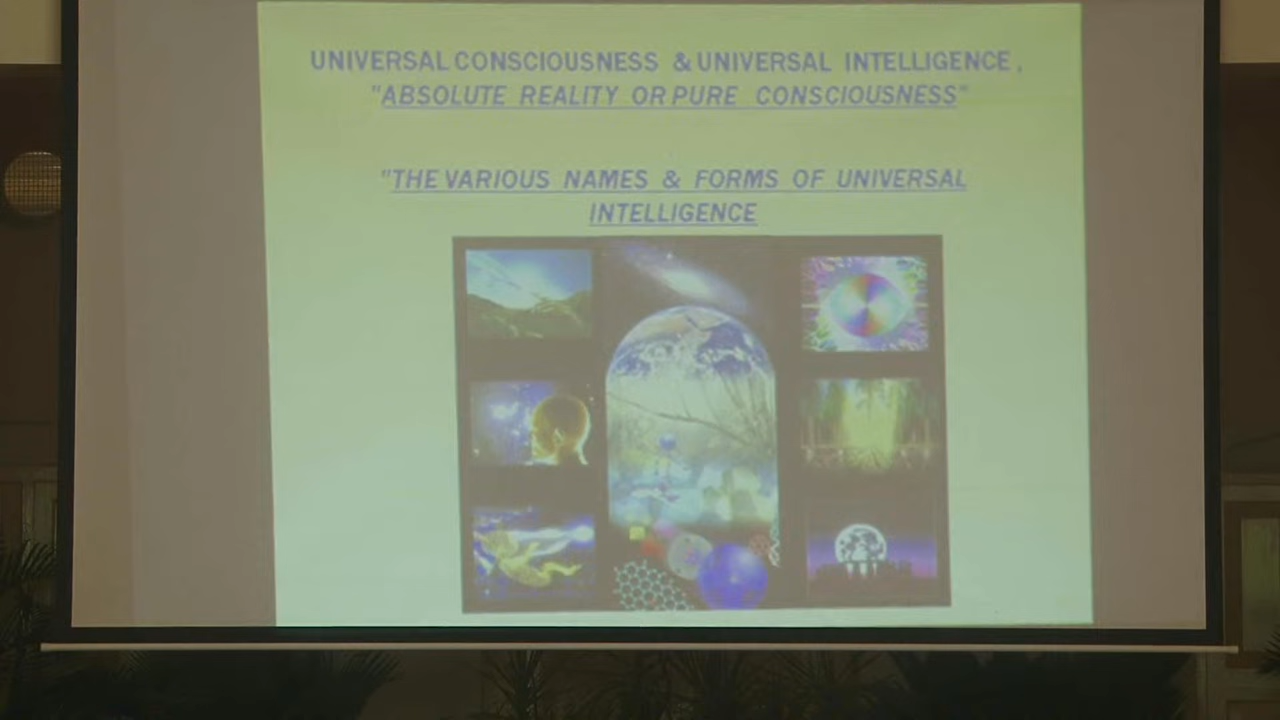 UNIVERSAL CONSCIOUSNESS & UNIVERSAL INTELLIGENCE,
"ABSOLUTE REALITY OR PURE CONSCIOUSNESS"
"THE VARIOUS NAMES & FORMS OF UNIVERSAL
INTELLIGENCE